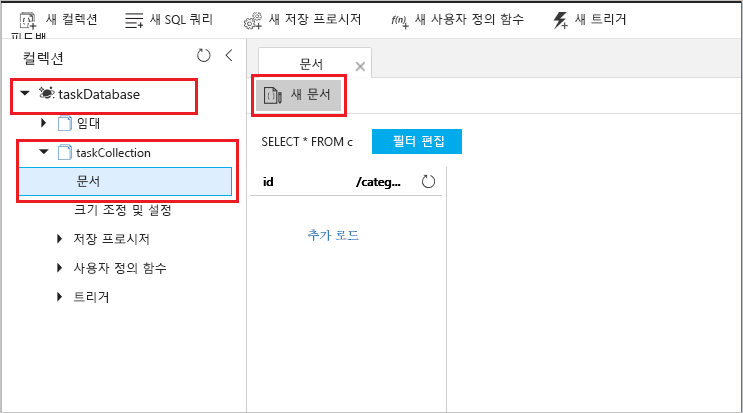 새 컬렉션 새 SQL 쿼리 새 저장 프로시저 f(n) 새 사용자 정의 함수 새 트리거
피드백
컬렉션
taskDatabase
임대
taskCollection
문서
크기 조정 및 설정
저장 프로시저
사용자 정의 함수
트리거
문서
새 문서
SELECT * FROM c 필터 편집
id /categ...
추가 로드